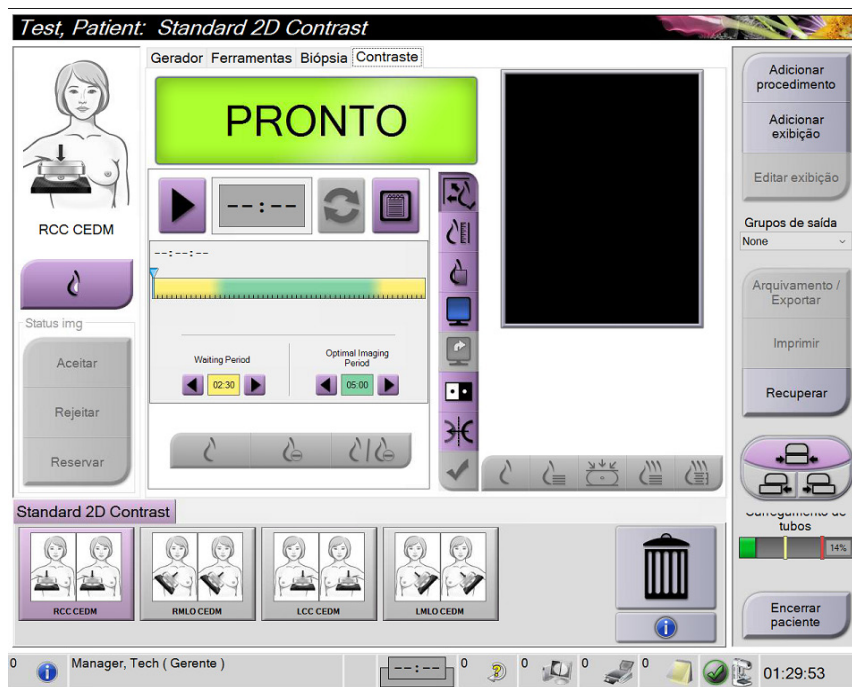 Test, Patient: Standard 2D Contrast
Gerador Ferramentas Biópsia Contraste
PRONTO
RCC CEDM
--:--
--:--:--
Waiting Period
Optimal Imaging
Period
02:30
05:00
Status img
Aceitar
Rejeitar
Reservar
Adicionar
procedimento
Adicionar
exibição
Editar exibição
Grupos de saída
None
Arquivamento /
Exportar
Imprimir
Recuperar
tubos
14%
Encerrar
paciente
Standard 2D Contrast
RCC CEDM
RMLO CEDM
LCC CEDM
LMLO CEDM
0 Manager, Tech ( Gerente ) --:-- 0 0 0 0 01:29:53